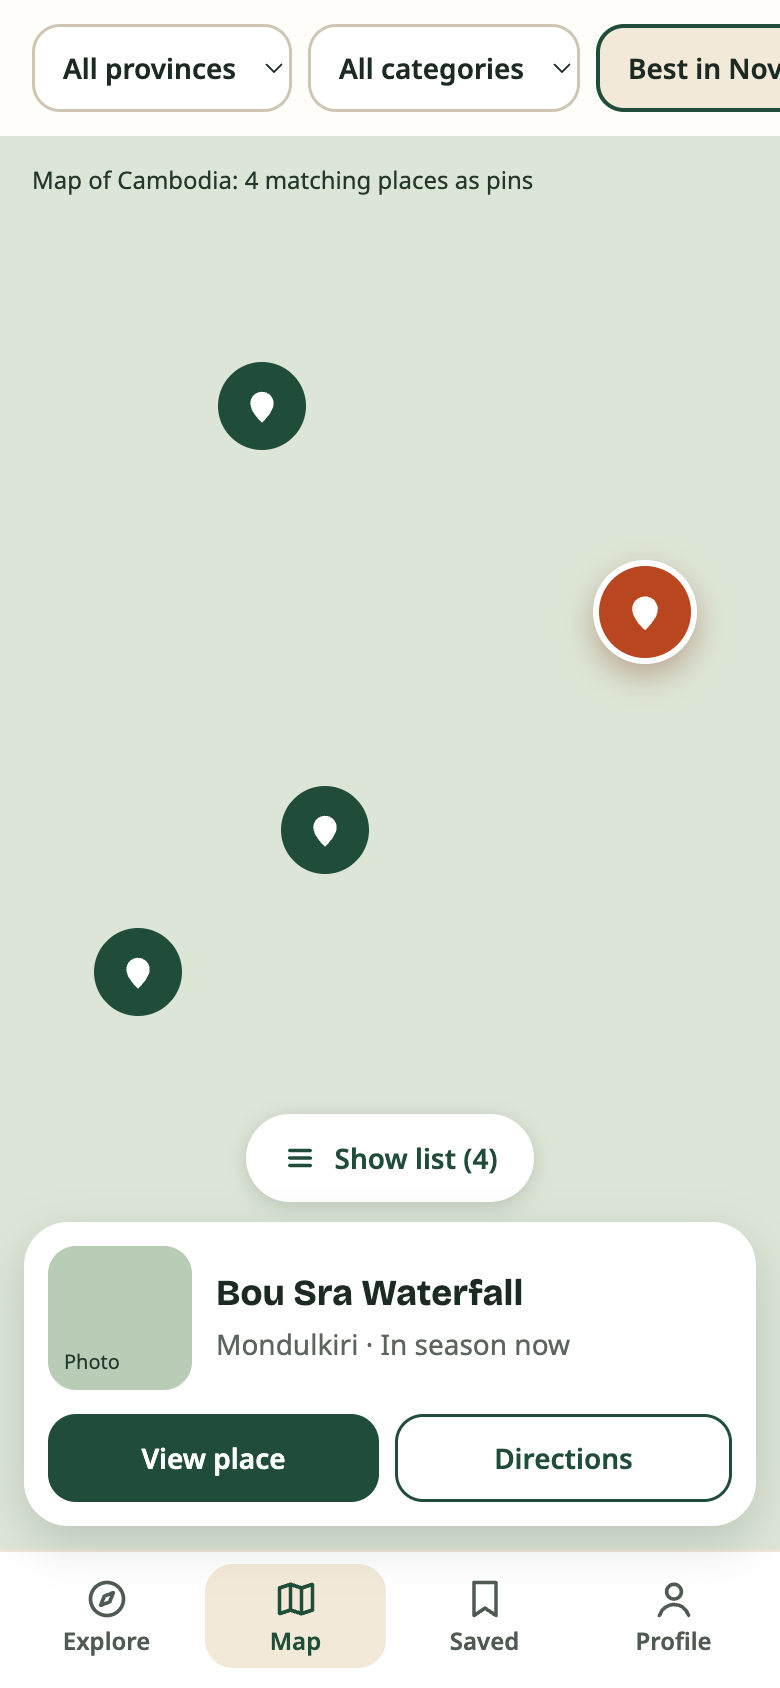 All provinces
All categories
Best in Nov
Map of Cambodia: 4 matching places as pins
Show list (4)
Bou Sra Waterfall
Mondulkiri · In season now
Photo
View place
Directions
Explore
Map
Saved
Profile